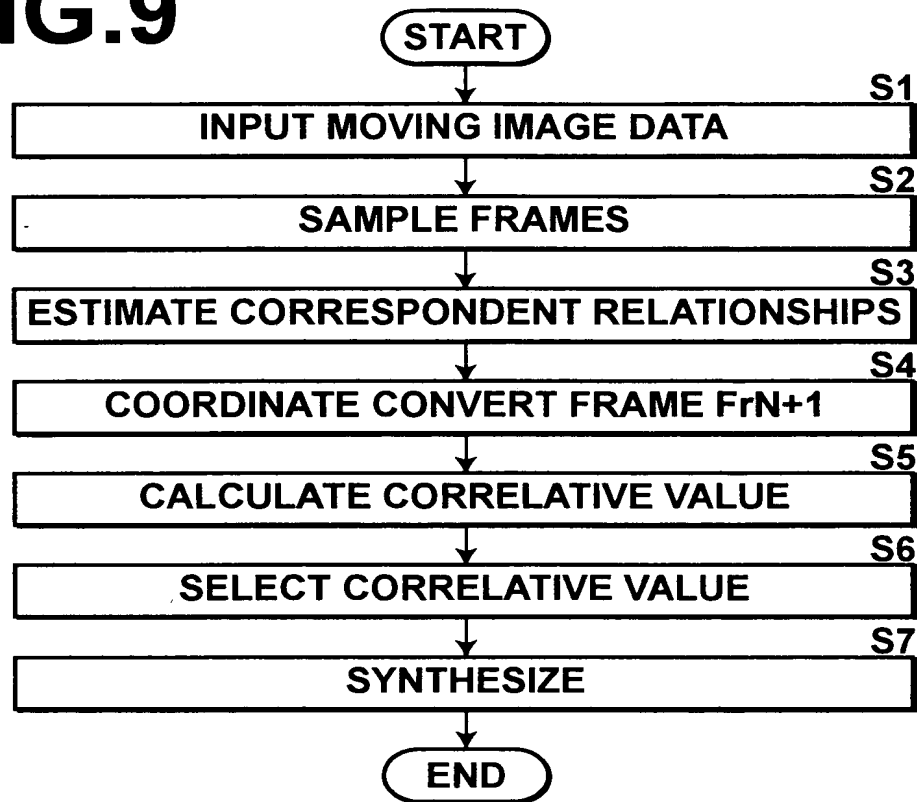 IG.9
START
S1
INPUT MOVING IMAGE DATA
S2
SAMPLE FRAMES
S3
ESTIMATE CORRESPONDENT RELATIONSHIPS
S4
COORDINATE CONVERT FRAME FrN+1
S5
CALCULATE CORRELATIVE VALUE
S6
SELECT CORRELATIVE VALUE
S7
SYNTHESIZE
END